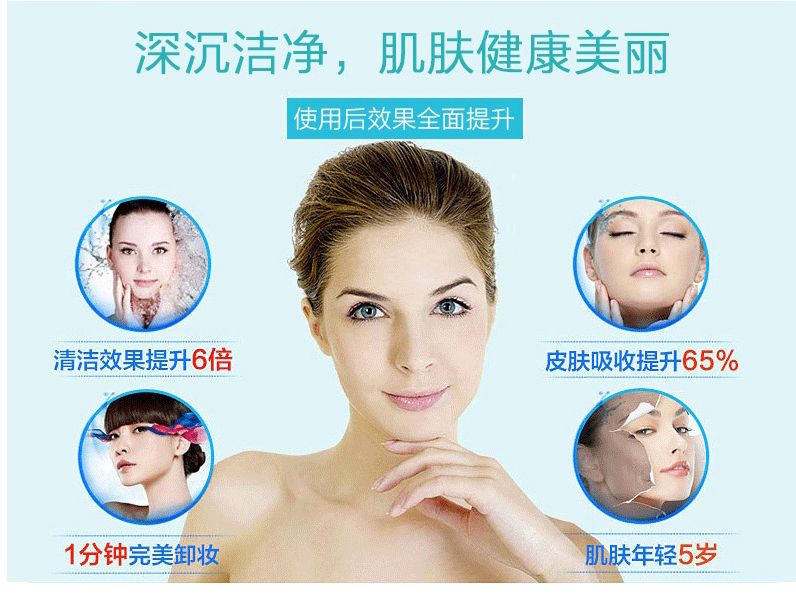 深沉洁净，肌肤健康美丽
使用后效果全面提升
清洁效果提升6倍
皮肤吸收提升65%
1分钟完美卸妆
肌肤年轻5岁